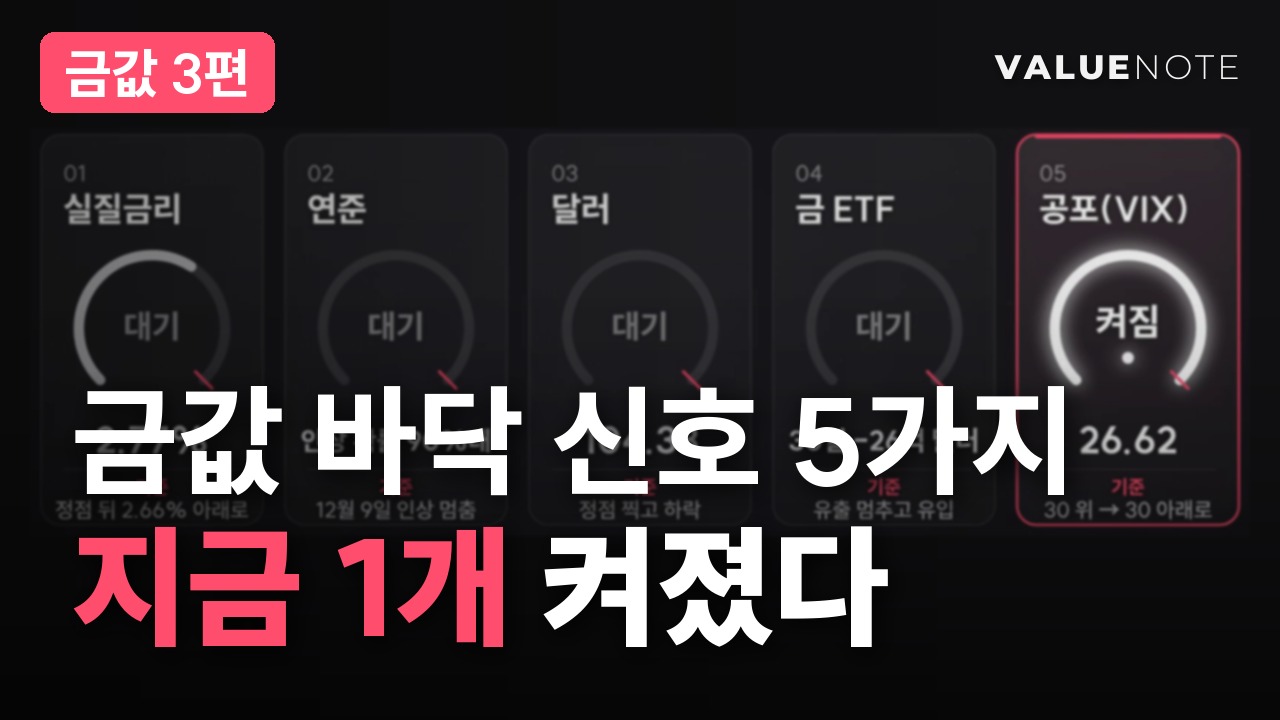 금값 3편
VALUENOTE
01
실질금리
대기
정점 뒤 2.66% 아래로
02
연준
대기
12월 9일 인상 멈춤
03
달러
대기
정점 찍고 하락
04
금 ETF
대기
기준
유출 멈추고 유입
05
공포(VIX)
켜짐
26.62
기준
30 위 → 30 아래로
금값 바닥 신호 5가지
지금 1개 켜졌다